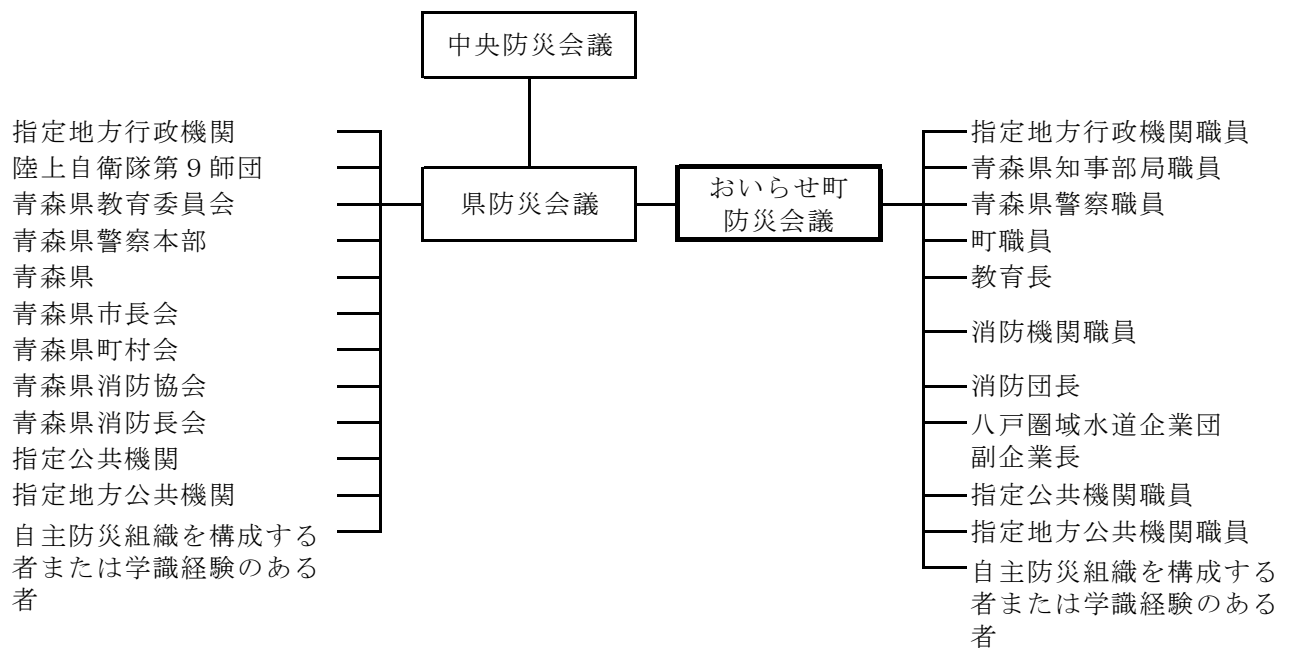 中央防災会議
指定地方行政機関
陸上自衛隊第９師団
青森県教育委員会
青森県警察本部
青森県
青森県市長会
青森県町村会
青森県消防協会
青森県消防長会
指定公共機関
指定地方公共機関
自主防災組織を構成する
者または学識経験のある
者
県防災会議
おいらせ町
防災会議
指定地方行政機関職員
青森県知事部局職員
青森県警察職員
町職員
教育長
消防機関職員
消防団長
八戸圏域水道企業団
副企業長
指定公共機関職員
指定地方公共機関職員
自主防災組織を構成する
者または学識経験のある
者